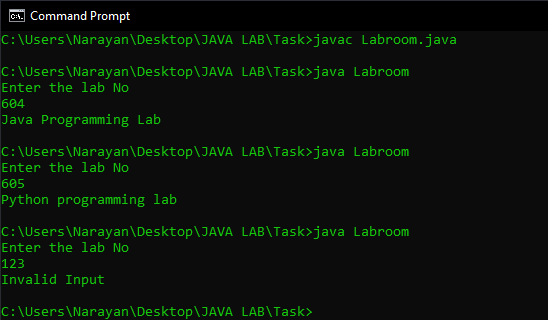 Command Prompt
C:\Users\Narayan\Desktop\JAVA LAB\Task>javac Labroom.java
C:\Users\Narayan\Desktop\JAVA LAB\Task>java Labroom
Enter the lab No
604
Java Programming Lab
C:\Users\Narayan\Desktop\JAVA LAB\Task>java Labroom
Enter the lab No
605
Python programming lab
C:\Users\Narayan\Desktop\JAVA LAB\Task>java Labroom
Enter the lab No
123
Invalid Input
C:\Users\Narayan\Desktop\JAVA LAB\Task>